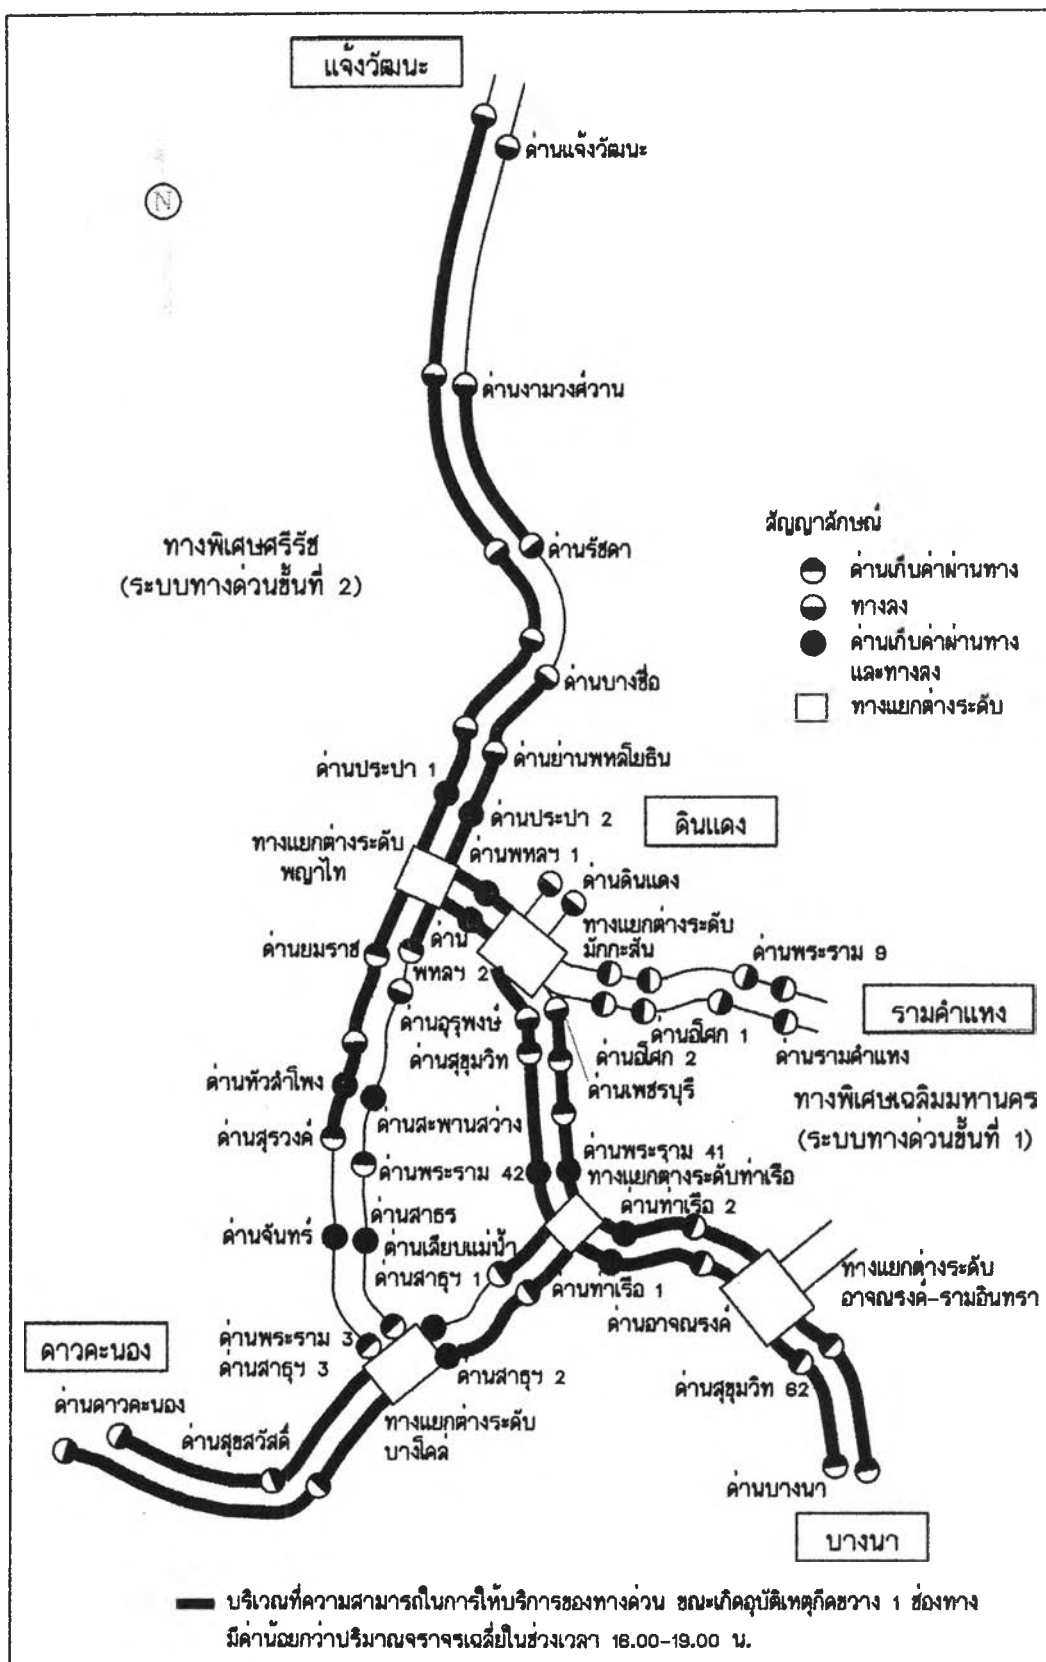 แจ้งวัฒนะ
ด่านแจ้งวัฒนะ
N
ด่านงามวงศ์วาน
ทางพิเศษศรีรัช
(ระบบทางด่วนขั้นที่ 2)
ด่านรัชดา
สัญญาลักษณ์
ด่านเก็บค่าผ่านทาง
ทางลง
ด่านเก็บค่าผ่านทาง
และทางลง
ทางแยกต่างระดับ
ด่านบางซื่อ
ด่านย่านพหลโยธิน
ด่านประปา 1
ด่านประปา 2
ดินแดง
ทางแยกต่างระดับ
พญาไท
ด่านพหลฯ 1
ด่านดินแดง
ทางแยกต่างระดับ
มักกะสัน
ด่าน
พหลฯ 2
ด่านยมราช
ด่านพระราม 9
รามคำแหง
ด่านอุรุพงษ์
ด่านสุขุมวิท
ด่านอโศก 1
ด่านอโศก 2
ด่านรามคำแหง
ด่านเพชรบุรี
ด่านหัวลำโพง
ทางพิเศษเฉลิมมหานคร
(ระบบทางด่วนขั้นที่ 1)
ด่านสะพานสว่าง
ด่านสุรวงค์
ด่านพระราม 41
ด่านพระราม 42
ทางแยกต่างระดับท่าเรือ
ด่านท่าเรือ 2
ด่านสาธร
ด่านจันทร์
ด่านเลียบแม่น้ำ
ด่านสาธุฯ 1
ด่านท่าเรือ 1
ทางแยกต่างระดับ
อาจณรงค์-รามอินทรา
ด่านอาจณรงค์
ด่านพระราม 3
ด่านสาธุฯ 3
ดาวคะนอง
ด่านสาธุฯ 2
ด่านสุขุมวิท 62
ด่านดาวคะนอง
ด่านสุขสวัสดิ์
ทางแยกต่างระดับ
บางโคล่
ด่านบางนา
บางนา
บริเวณที่ความสามารถในการให้บริการของทางด่วน ขณะเกิดอุบัติเหตุกีดขวาง 1 ช่องทาง
มีค่าน้อยกว่าปริมาณจราจรเฉลี่ยในช่วงเวลา 16.00-19.00 น.